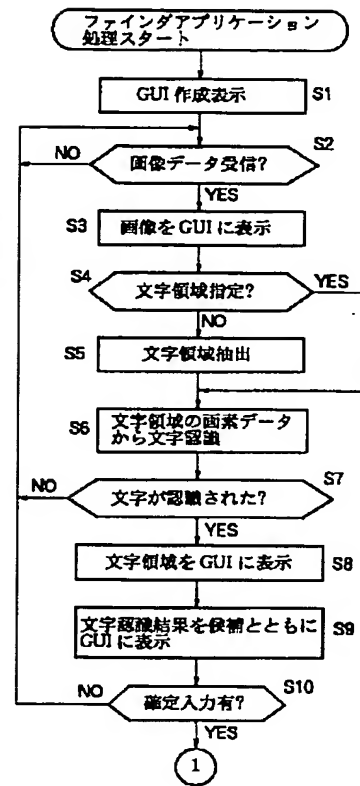 ファインダアプリケーション
処理スタート
GUI 作成表示 S1
S2
NO 画像データ受信?
YES
S3 画像を GUI に表示
S4 文字領域指定? YES
NO
S5 文字領域抽出
文字領域の画素データ
S6 から文字認識
S7
NO 文字が認識された?
YES
文字領域を GUI に表示 S8
文字認識結果を候補とともに S9
GUI に表示
NO 確定入力有? S10
YES
1